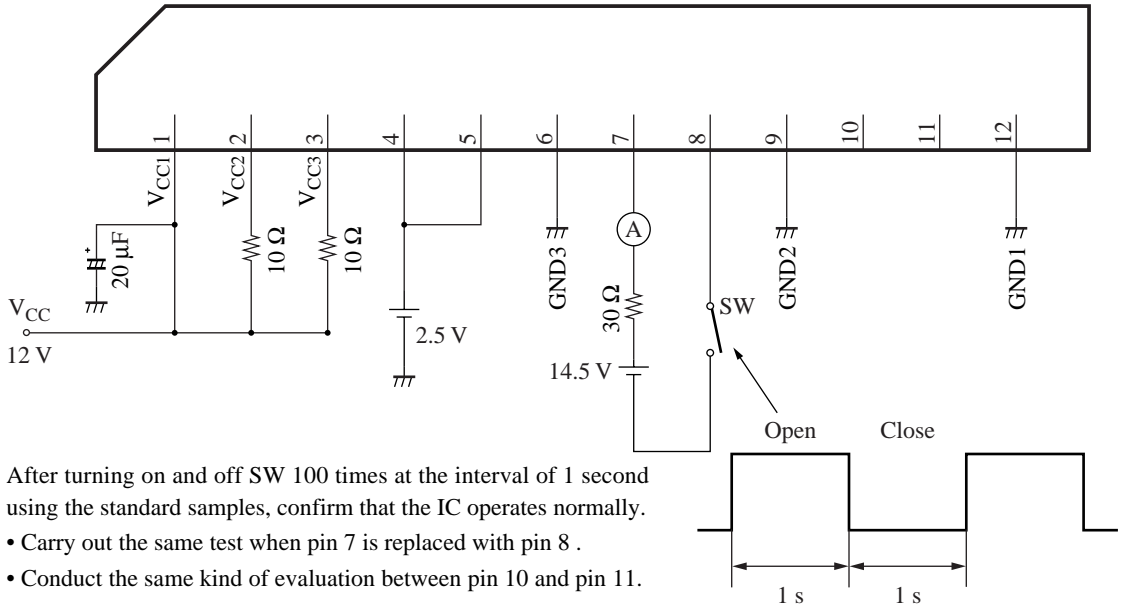 1 2 3 4 5 6 7 8 9 10 11 12
VCC1 VCC2 VCC3
20 µF
+
10 Ω 10 Ω
GND3
A
30 Ω
GND2
GND1
SW
VCC
12 V
2.5 V
14.5 V
Open Close
1 s 1 s
After turning on and off SW 100 times at the interval of 1 second
using the standard samples, confirm that the IC operates normally.
• Carry out the same test when pin 7 is replaced with pin 8 .
• Conduct the same kind of evaluation between pin 10 and pin 11.